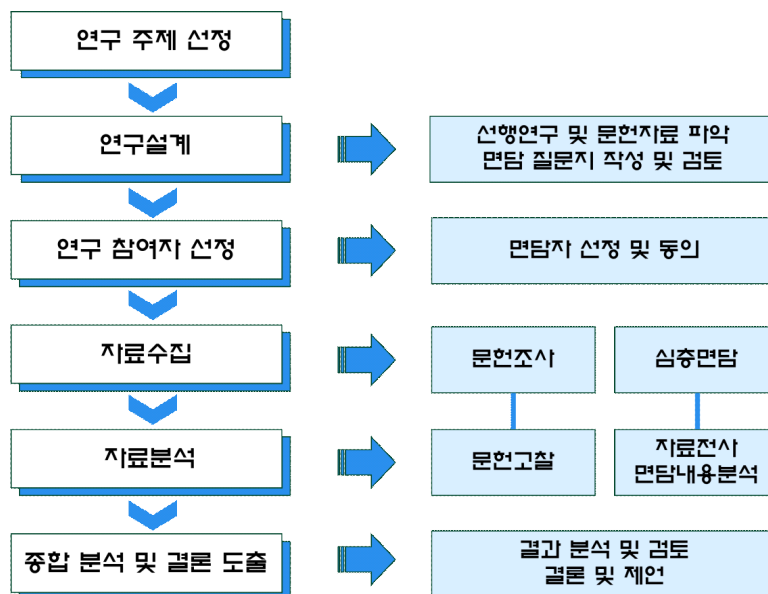 연구 주제 선정
연구설계
선행연구 및 문헌자료 파악
면담 질문지 작성 및 검토
연구 참여자 선정
면담자 선정 및 동의
자료수집
문헌조사
심층면담
자료분석
문헌고찰
자료전사
면담내용분석
종합 분석 및 결론 도출
결과 분석 및 검토
결론 및 제언